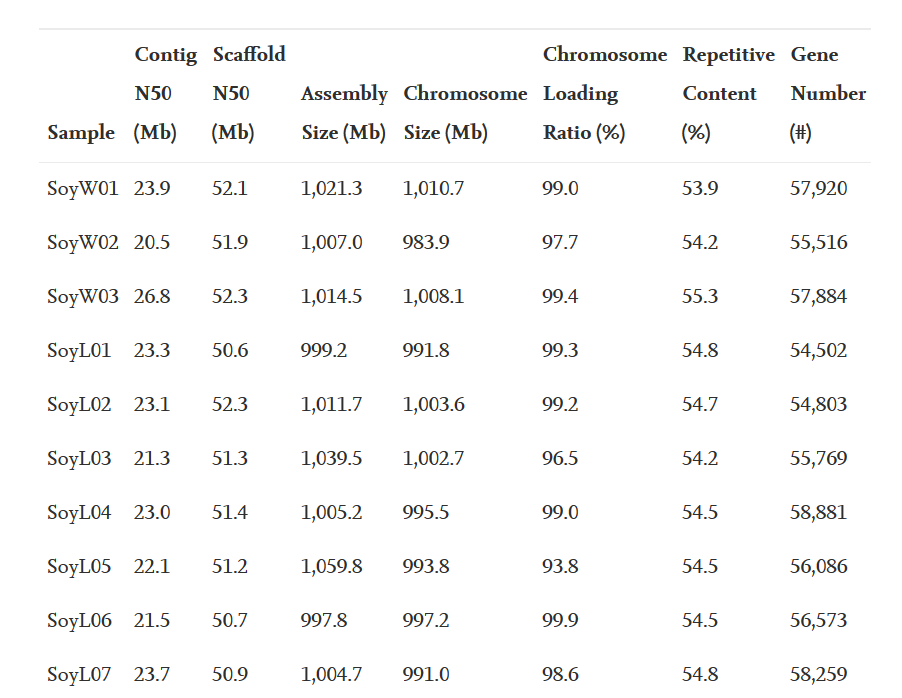 Contig Scaffold Chromosome Repetitive Gene
N50 N50 Assembly Chromosome Loading Content Number
Sample (Mb) (Mb) Size (Mb) Size (Mb) Ratio (%) (%) (#)
SoyW01 23.9 52.1 1,021.3 1,010.7 99.0 53.9 57,920
SoyW02 20.5 51.9 1,007.0 983.9 97.7 54.2 55,516
SoyW03 26.8 52.3 1,014.5 1,008.1 99.4 55.3 57,884
SoyL01 23.3 50.6 999.2 991.8 99.3 54.8 54,502
SoyL02 23.1 52.3 1,011.7 1,003.6 99.2 54.7 54,803
SoyL03 21.3 51.3 1,039.5 1,002.7 96.5 54.2 55,769
SoyL04 23.0 51.4 1,005.2 995.5 99.0 54.5 58,881
SoyL05 22.1 51.2 1,059.8 993.8 93.8 54.5 56,086
SoyL06 21.5 50.7 997.8 997.2 99.9 54.5 56,573
SoyL07 23.7 50.9 1,004.7 991.0 98.6 54.8 58,259